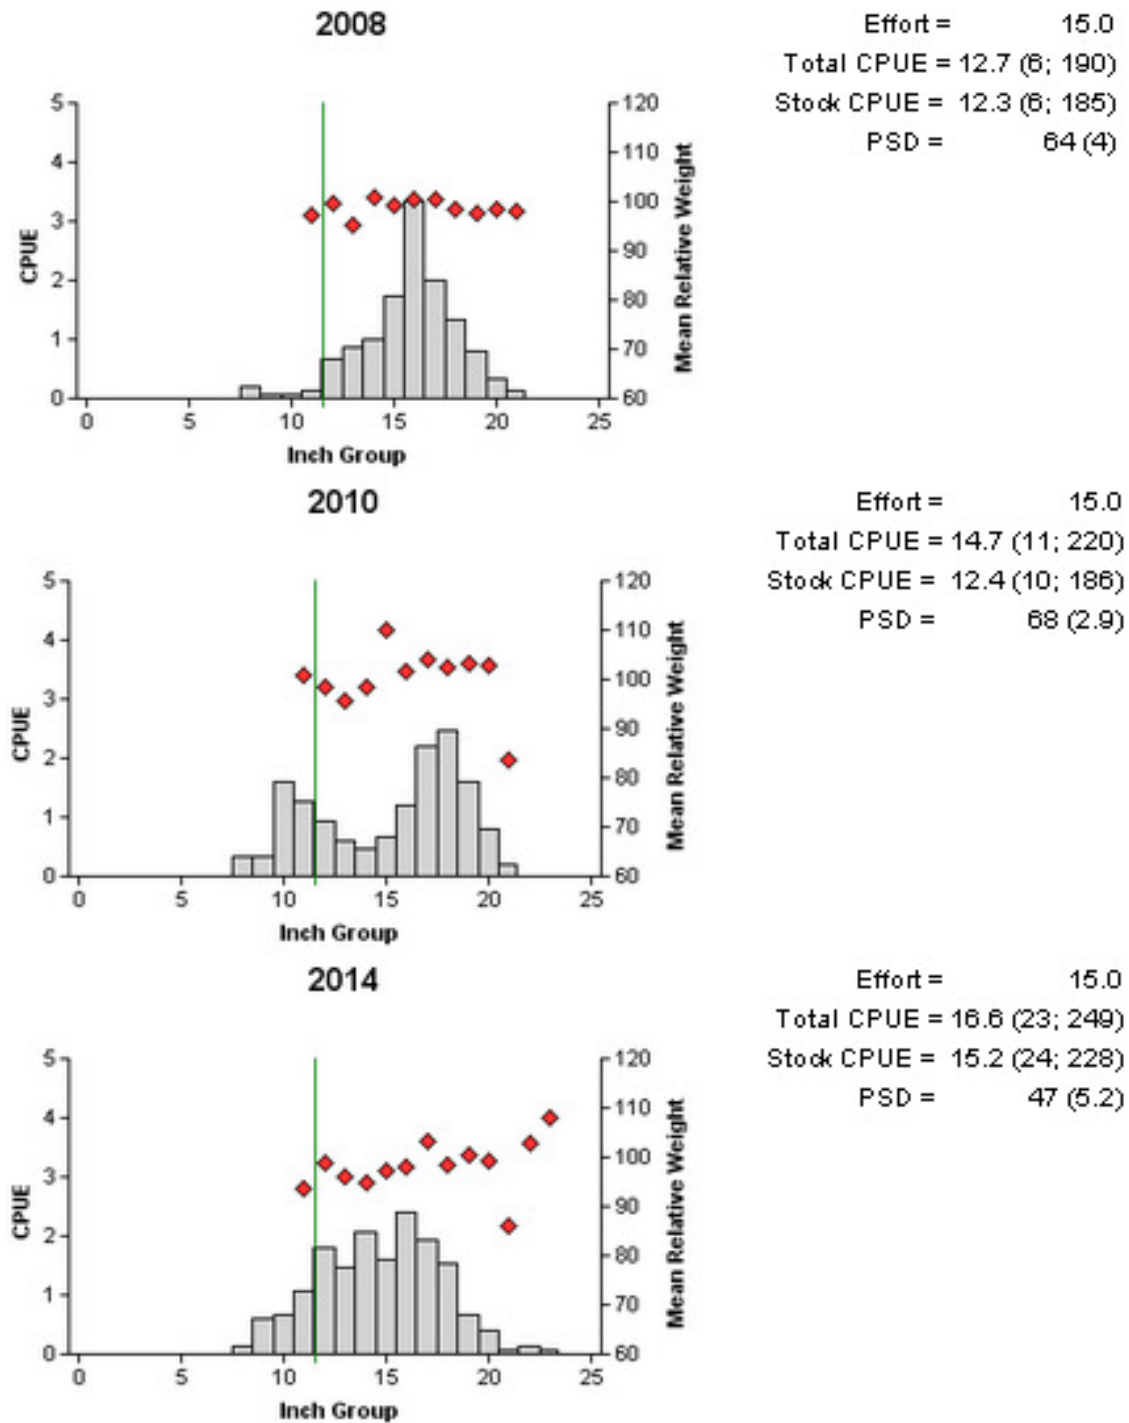 2008
Effort = 15.0
Total CPUE = 12.7 (6; 190)
Stock CPUE = 12.3 (6; 185)
PSD = 64 (4)
5
4
3
2
1
0
CPUE
120
110
100
90
80
70
60
Mean Relative Weight
0 5 10 15 20 25
Inch Group
2010
Effort = 15.0
Total CPUE = 14.7 (11; 220)
Stock CPUE = 12.4 (10; 186)
PSD = 68 (2.9)
5
4
3
2
1
0
CPUE
120
110
100
90
80
70
60
Mean Relative Weight
0 5 10 15 20 25
Inch Group
2014
Effort = 15.0
Total CPUE = 16.6 (23; 249)
Stock CPUE = 15.2 (24; 228)
PSD = 47 (5.2)
5
4
3
2
1
0
CPUE
120
110
100
90
80
70
60
Mean Relative Weight
0 5 10 15 20 25
Inch Group